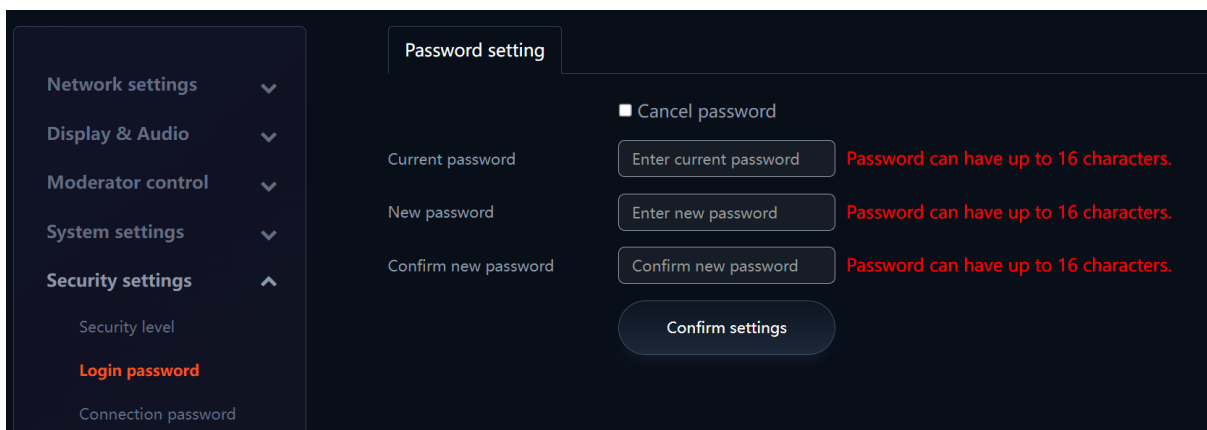 Network settings
Display & Audio
Moderator control
System settings
Security settings
Security level
Login password
Connection password
Password setting
Cancel password
Current password Enter current password Password can have up to 16 characters.
New password Enter new password Password can have up to 16 characters.
Confirm new password Confirm new password Password can have up to 16 characters.
Confirm settings